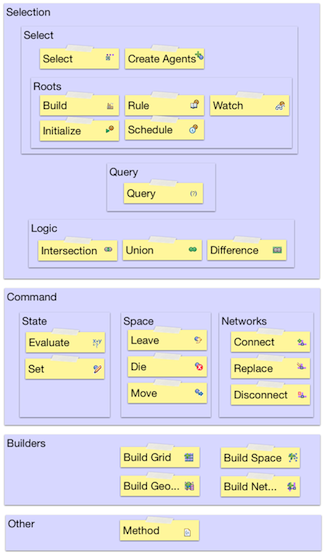 Selection
Select
Select Create Agents
Roots
Build Rule Watch
Initialize Schedule
Query
Query
Logic
Intersection Union Difference
Command
State Space Networks
Evaluate Leave Connect
Set Die Replace
Move Disconnect
Builders
Build Grid Build Space
Build Geo... Build Net...
Other
Method